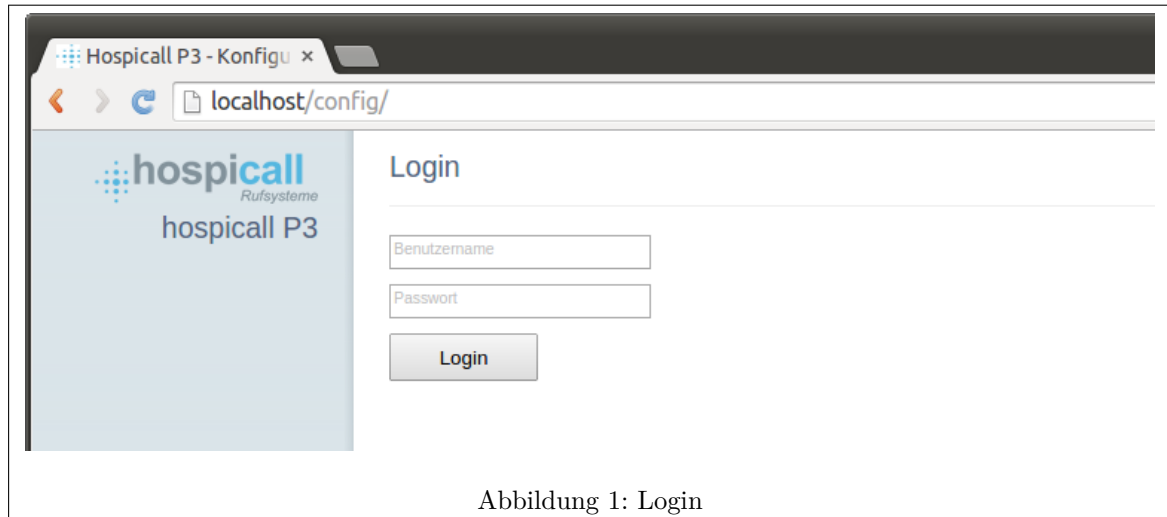 Hospicall P3 - Konfigu ×
localhost/config/
hospicall
Rufsysteme
hospicall P3
Login
Benutzername
Passwort
Login
Abbildung 1: Login